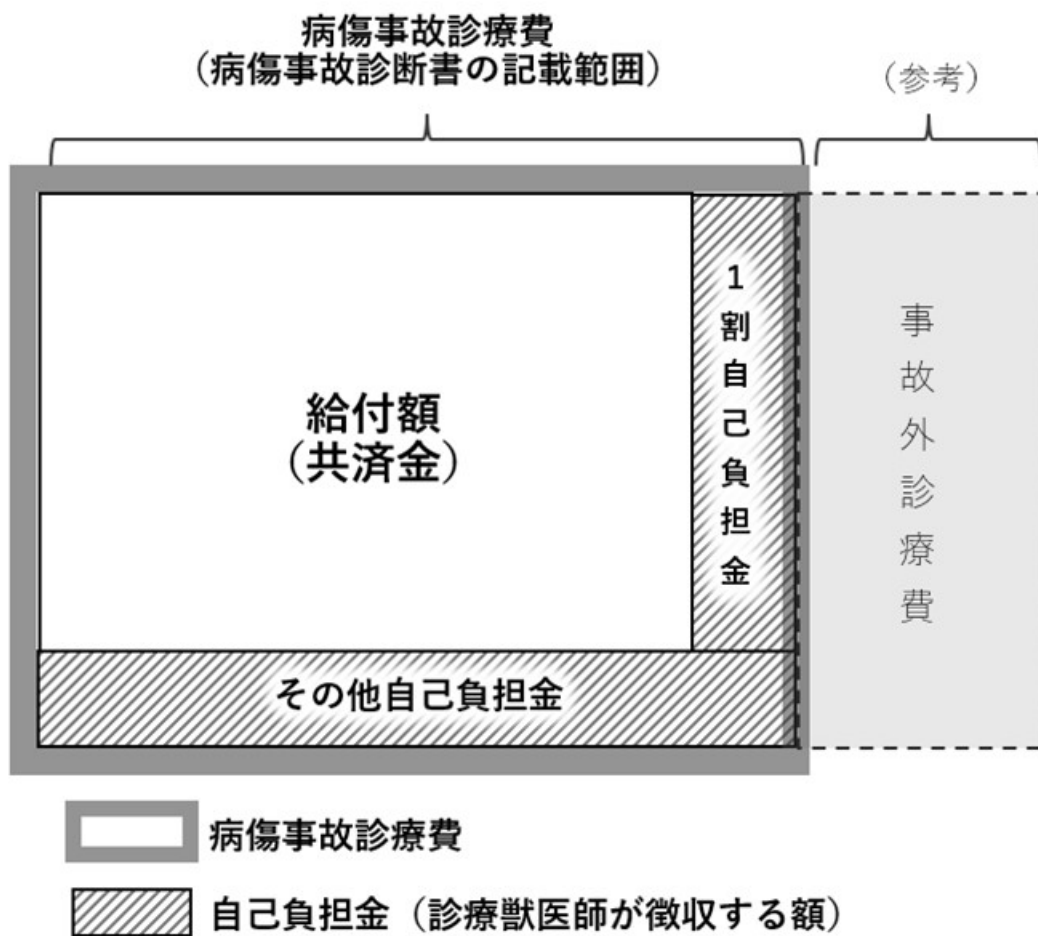 病傷事故診療費
（病傷事故診断書の記載範囲）
（参考）
給付額
（共済金）
1割自己負担金
事故外診療費
その他自己負担金
病傷事故診療費
自己負担金（診療獣医師が徴収する額）